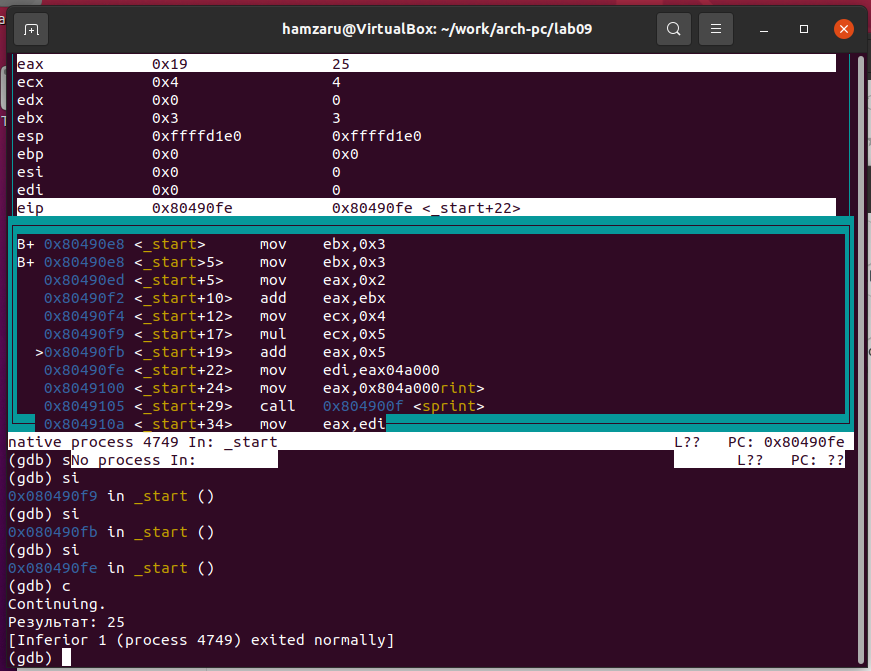 hamzaru@VirtualBox: ~/work/arch-pc/lab09
eax 0x19 25
ecx 0x4 4
edx 0x0 0
ebx 0x3 3
esp 0xffffd1e0 0xffffd1e0
ebp 0x0 0x0
esi 0x0 0
edi 0x0 0
eip 0x80490fe 0x80490fe <_start+22>
B+ 0x80490e8 <_start> mov ebx,0x3
B+ 0x80490e8 <_start>5> mov ebx,0x3
0x80490ed <_start+5> mov eax,0x2
0x80490f2 <_start+10> add eax,ebx
0x80490f4 <_start+12> mov ecx,0x4
0x80490f9 <_start+17> mul ecx,0x5
>0x80490fb <_start+19> add eax,0x5
0x80490fe <_start+22> mov edi,eax04a000
0x8049100 <_start+24> mov eax,0x804a000rint>
0x8049105 <_start+29> call 0x804900f <sprint>
0x804910a <_start+34> mov eax,edi
native process 4749 In: _start L?? PC: 0x80490fe
(gdb) sNo process In: L?? PC: ??
(gdb) si
0x080490f9 in _start ()
(gdb) si
0x080490fb in _start ()
(gdb) si
0x080490fe in _start ()
(gdb) c
Continuing.
Результат: 25
[Inferior 1 (process 4749) exited normally]
(gdb)